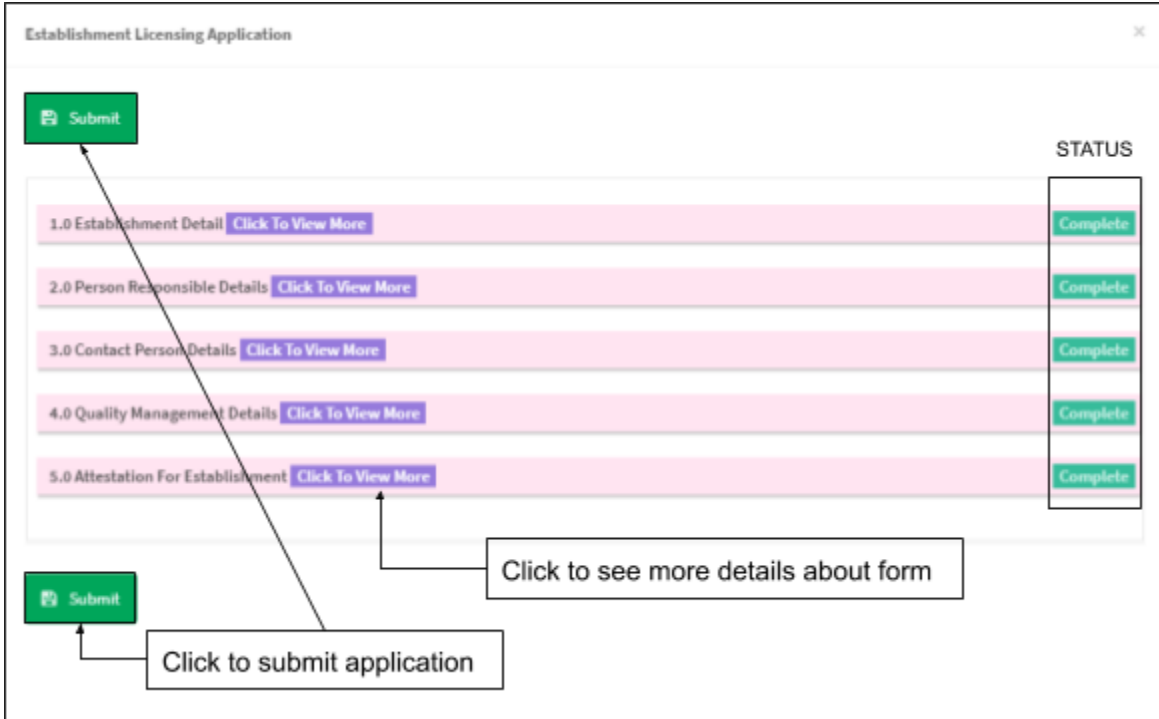 Establishment Licensing Application ×
Submit
STATUS
1.0 Establishment Detail Click To View More Complete
2.0 Person Responsible Details Click To View More Complete
3.0 Contact Person Details Click To View More Complete
4.0 Quality Management Details Click To View More Complete
5.0 Attestation For Establishment Click To View More Complete
Click to see more details about form
Submit
Click to submit application